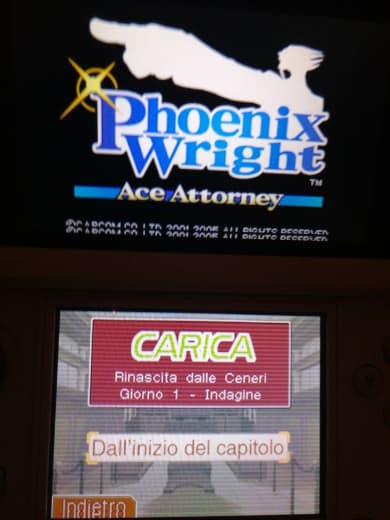 Phoenix
Wright
TM
Ace Attorney
©CAPCOM CO., LTD. 2001, 2005 ALL RIGHTS RESERVED
CARICA
Rinascita dalle Ceneri
Giorno 1 - Indagine
Dall'inizio del capitolo
Indietro